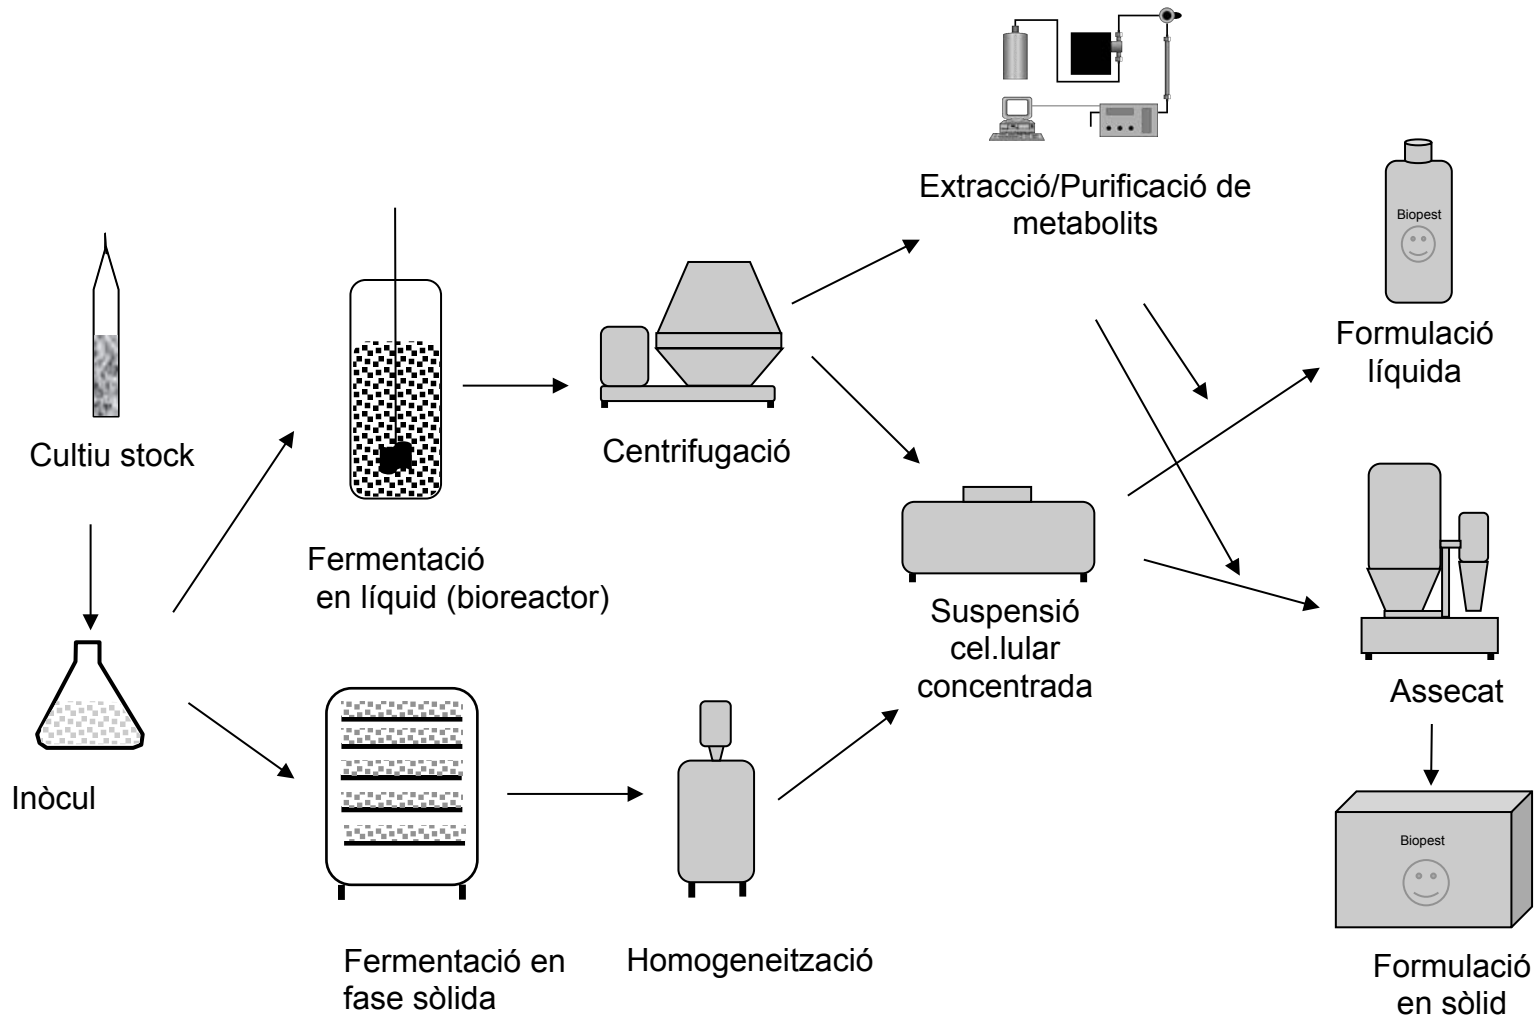 Extracció/Purificació de
metabolits
Biopest
Formulació
líquida
Cultiu stock
Centrifugació
Fermentació
en líquid (bioreactor)
Suspensió
cel.lular
concentrada
Assecat
Inòcul
Biopest
Fermentació en
fase sòlida
Homogeneització
Formulació
en sòlid